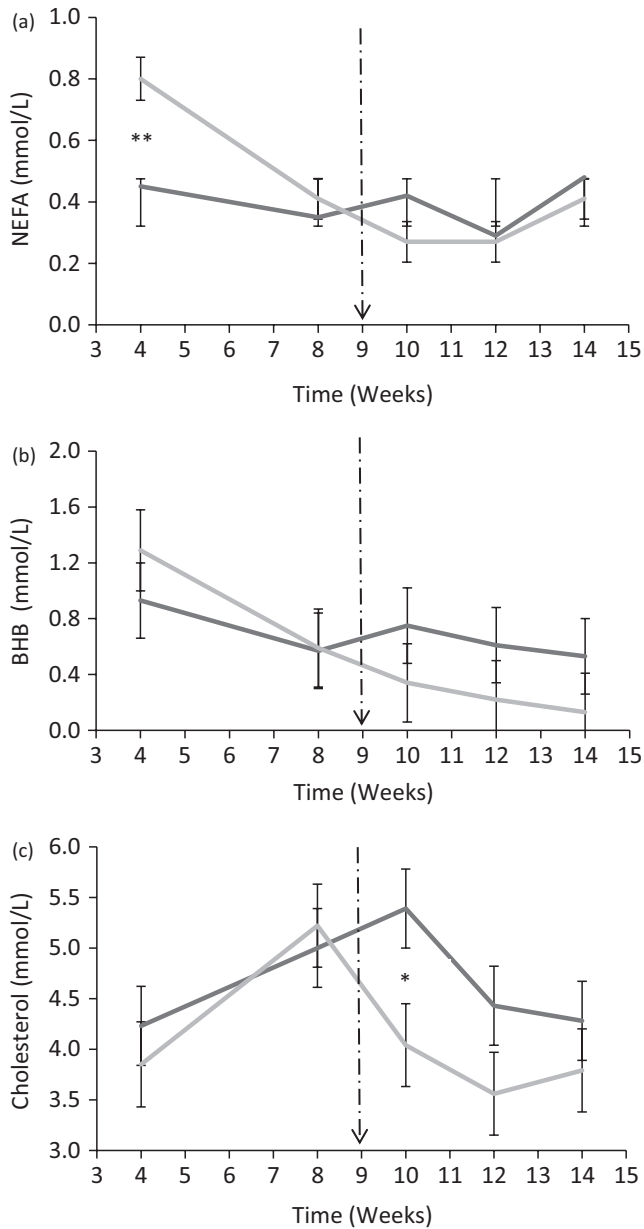 (a)
NEFA (mmol/L)
1.0
0.8
0.6
0.4
0.2
0.0
**
3 4 5 6 7 8 9 10 11 12 13 14 15
Time (Weeks)
(b)
BHB (mmol/L)
2.0
1.6
1.2
0.8
0.4
0.0
3 4 5 6 7 8 9 10 11 12 13 14 15
Time (Weeks)
(c)
Cholesterol (mmol/L)
6.0
5.5
5.0
4.5
4.0
3.5
3.0
*
3 4 5 6 7 8 9 10 11 12 13 14 15
Time (Weeks)